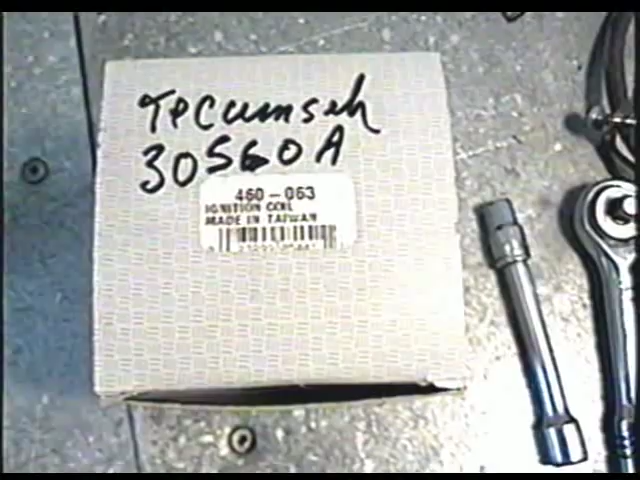 Tecumseh
30560A
460-063
IGNITION COIL
MADE IN TAIWAN